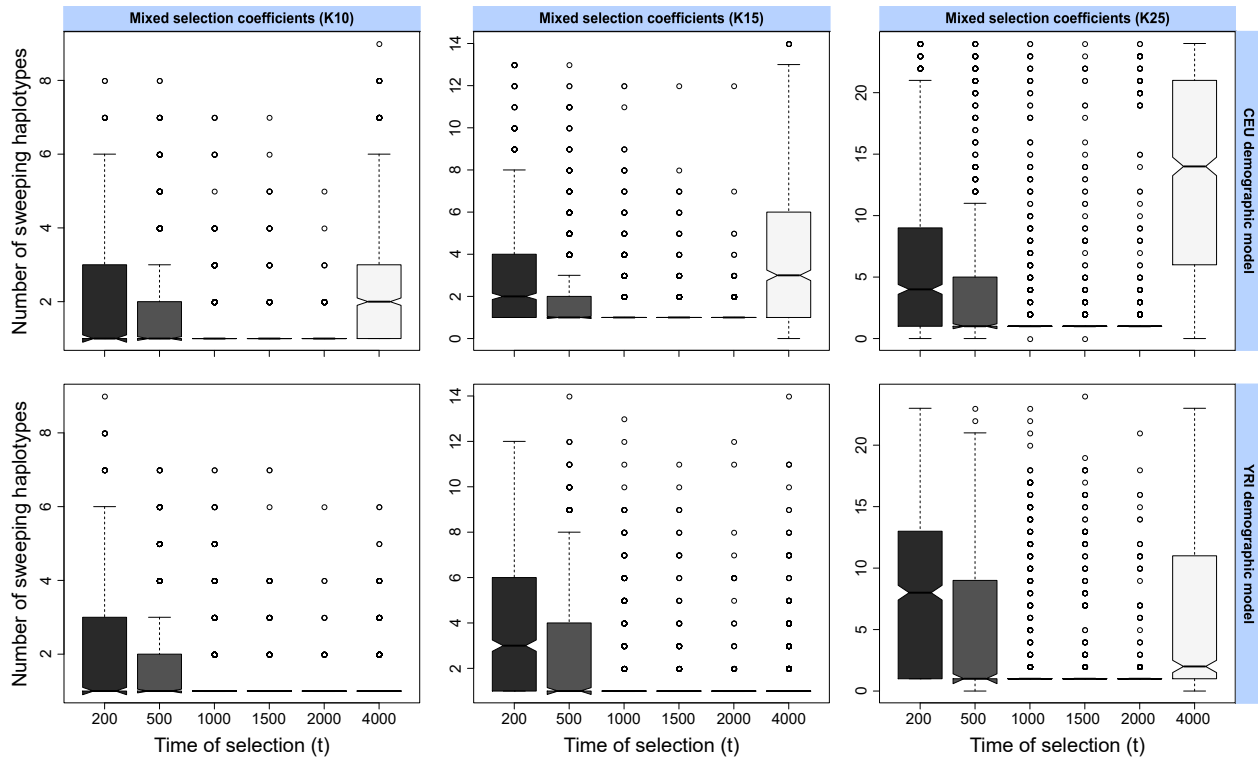 Mixed selection coefficients (K10)
Mixed selection coefficients (K15)
Mixed selection coefficients (K25)
Number of sweeping haplotypes
8
6
4
2
14
12
10
8
6
4
2
0
20
15
10
5
0
CEU demographic model
Number of sweeping haplotypes
8
6
4
2
14
12
10
8
6
4
2
20
15
10
5
0
YRI demographic model
200 500 1000 1500 2000 4000
200 500 1000 1500 2000 4000
200 500 1000 1500 2000 4000
Time of selection (t)
Time of selection (t)
Time of selection (t)